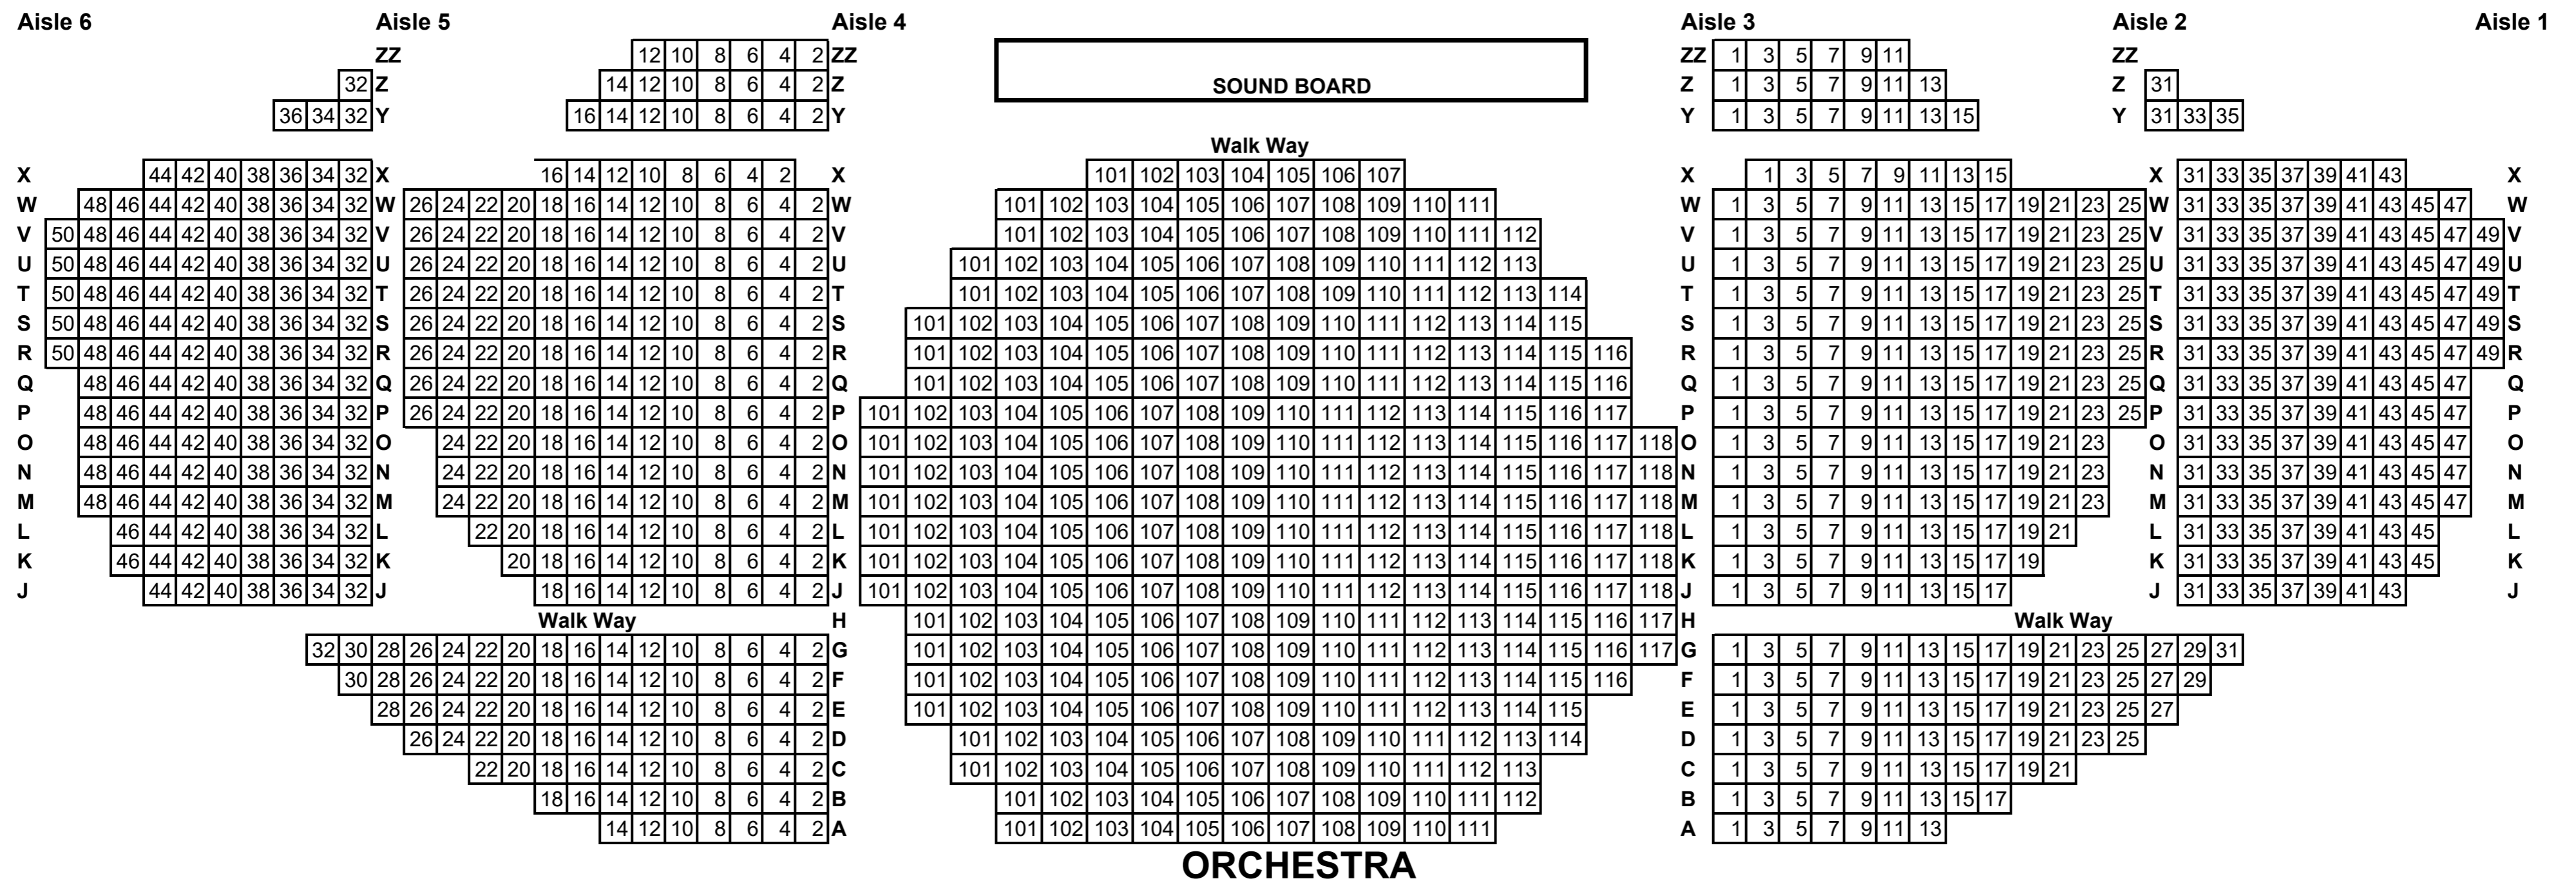 Aisle 6 Aisle 5 Aisle 4 Aisle 3 Aisle 2 Aisle 1
ZZ 12 10 8 6 4 2 ZZ ZZ 1 3 5 7 9 11 ZZ
32 Z 14 12 10 8 6 4 2 Z SOUND BOARD Z 1 3 5 7 9 11 13 Z 31
36 34 32 Y 16 14 12 10 8 6 4 2 Y Y 1 3 5 7 9 11 13 15 Y 31 33 35
Walk Way
X 44 42 40 38 36 34 32 X 16 14 12 10 8 6 4 2 X 101 102 103 104 105 106 107 X 1 3 5 7 9 11 13 15 X 31 33 35 37 39 41 43 X
W 48 46 44 42 40 38 36 34 32 W 26 24 22 20 18 16 14 12 10 8 6 4 2 W 101 102 103 104 105 106 107 108 109 110 111 W 1 3 5 7 9 11 13 15 17 19 21 23 25 W 31 33 35 37 39 41 43 45 47 W
V 50 48 46 44 42 40 38 36 34 32 V 26 24 22 20 18 16 14 12 10 8 6 4 2 V 101 102 103 104 105 106 107 108 109 110 111 112 V 1 3 5 7 9 11 13 15 17 19 21 23 25 V 31 33 35 37 39 41 43 45 47 49 V
U 50 48 46 44 42 40 38 36 34 32 U 26 24 22 20 18 16 14 12 10 8 6 4 2 U 101 102 103 104 105 106 107 108 109 110 111 112 113 U 1 3 5 7 9 11 13 15 17 19 21 23 25 U 31 33 35 37 39 41 43 45 47 49 U
T 50 48 46 44 42 40 38 36 34 32 T 26 24 22 20 18 16 14 12 10 8 6 4 2 T 101 102 103 104 105 106 107 108 109 110 111 112 113 114 T 1 3 5 7 9 11 13 15 17 19 21 23 25 T 31 33 35 37 39 41 43 45 47 49 T
S 50 48 46 44 42 40 38 36 34 32 S 26 24 22 20 18 16 14 12 10 8 6 4 2 S 101 102 103 104 105 106 107 108 109 110 111 112 113 114 115 S 1 3 5 7 9 11 13 15 17 19 21 23 25 S 31 33 35 37 39 41 43 45 47 49 S
R 50 48 46 44 42 40 38 36 34 32 R 26 24 22 20 18 16 14 12 10 8 6 4 2 R 101 102 103 104 105 106 107 108 109 110 111 112 113 114 115 116 R 1 3 5 7 9 11 13 15 17 19 21 23 25 R 31 33 35 37 39 41 43 45 47 49 R
Q 48 46 44 42 40 38 36 34 32 Q 26 24 22 20 18 16 14 12 10 8 6 4 2 Q 101 102 103 104 105 106 107 108 109 110 111 112 113 114 115 116 Q 1 3 5 7 9 11 13 15 17 19 21 23 25 Q 31 33 35 37 39 41 43 45 47 Q
P 48 46 44 42 40 38 36 34 32 P 26 24 22 20 18 16 14 12 10 8 6 4 2 P 101 102 103 104 105 106 107 108 109 110 111 112 113 114 115 116 117 P 1 3 5 7 9 11 13 15 17 19 21 23 25 P 31 33 35 37 39 41 43 45 47 P
O 48 46 44 42 40 38 36 34 32 O 24 22 20 18 16 14 12 10 8 6 4 2 O 101 102 103 104 105 106 107 108 109 110 111 112 113 114 115 116 117 118 O 1 3 5 7 9 11 13 15 17 19 21 23 O 31 33 35 37 39 41 43 45 47 O
N 48 46 44 42 40 38 36 34 32 N 24 22 20 18 16 14 12 10 8 6 4 2 N 101 102 103 104 105 106 107 108 109 110 111 112 113 114 115 116 117 118 N 1 3 5 7 9 11 13 15 17 19 21 23 N 31 33 35 37 39 41 43 45 47 N
M 48 46 44 42 40 38 36 34 32 M 24 22 20 18 16 14 12 10 8 6 4 2 M 101 102 103 104 105 106 107 108 109 110 111 112 113 114 115 116 117 118 M 1 3 5 7 9 11 13 15 17 19 21 23 M 31 33 35 37 39 41 43 45 47 M
L 46 44 42 40 38 36 34 32 L 22 20 18 16 14 12 10 8 6 4 2 L 101 102 103 104 105 106 107 108 109 110 111 112 113 114 115 116 117 118 L 1 3 5 7 9 11 13 15 17 19 21 L 31 33 35 37 39 41 43 45 L
K 46 44 42 40 38 36 34 32 K 20 18 16 14 12 10 8 6 4 2 K 101 102 103 104 105 106 107 108 109 110 111 112 113 114 115 116 117 118 K 1 3 5 7 9 11 13 15 17 19 K 31 33 35 37 39 41 43 45 K
J 44 42 40 38 36 34 32 J 18 16 14 12 10 8 6 4 2 J 101 102 103 104 105 106 107 108 109 110 111 112 113 114 115 116 117 118 J 1 3 5 7 9 11 13 15 17 J 31 33 35 37 39 41 43 J
Walk Way H 101 102 103 104 105 106 107 108 109 110 111 112 113 114 115 116 117 H Walk Way
32 30 28 26 24 22 20 18 16 14 12 10 8 6 4 2 G 101 102 103 104 105 106 107 108 109 110 111 112 113 114 115 116 117 G 1 3 5 7 9 11 13 15 17 19 21 23 25 27 29 31
30 28 26 24 22 20 18 16 14 12 10 8 6 4 2 F 101 102 103 104 105 106 107 108 109 110 111 112 113 114 115 116 F 1 3 5 7 9 11 13 15 17 19 21 23 25 27 29
28 26 24 22 20 18 16 14 12 10 8 6 4 2 E 101 102 103 104 105 106 107 108 109 110 111 112 113 114 115 E 1 3 5 7 9 11 13 15 17 19 21 23 25 27
26 24 22 20 18 16 14 12 10 8 6 4 2 D 101 102 103 104 105 106 107 108 109 110 111 112 113 114 D 1 3 5 7 9 11 13 15 17 19 21 23 25
22 20 18 16 14 12 10 8 6 4 2 C 101 102 103 104 105 106 107 108 109 110 111 112 113 C 1 3 5 7 9 11 13 15 17 19 21
18 16 14 12 10 8 6 4 2 B 101 102 103 104 105 106 107 108 109 110 111 112 B 1 3 5 7 9 11 13 15 17
14 12 10 8 6 4 2 A 101 102 103 104 105 106 107 108 109 110 111 A 1 3 5 7 9 11 13
ORCHESTRA